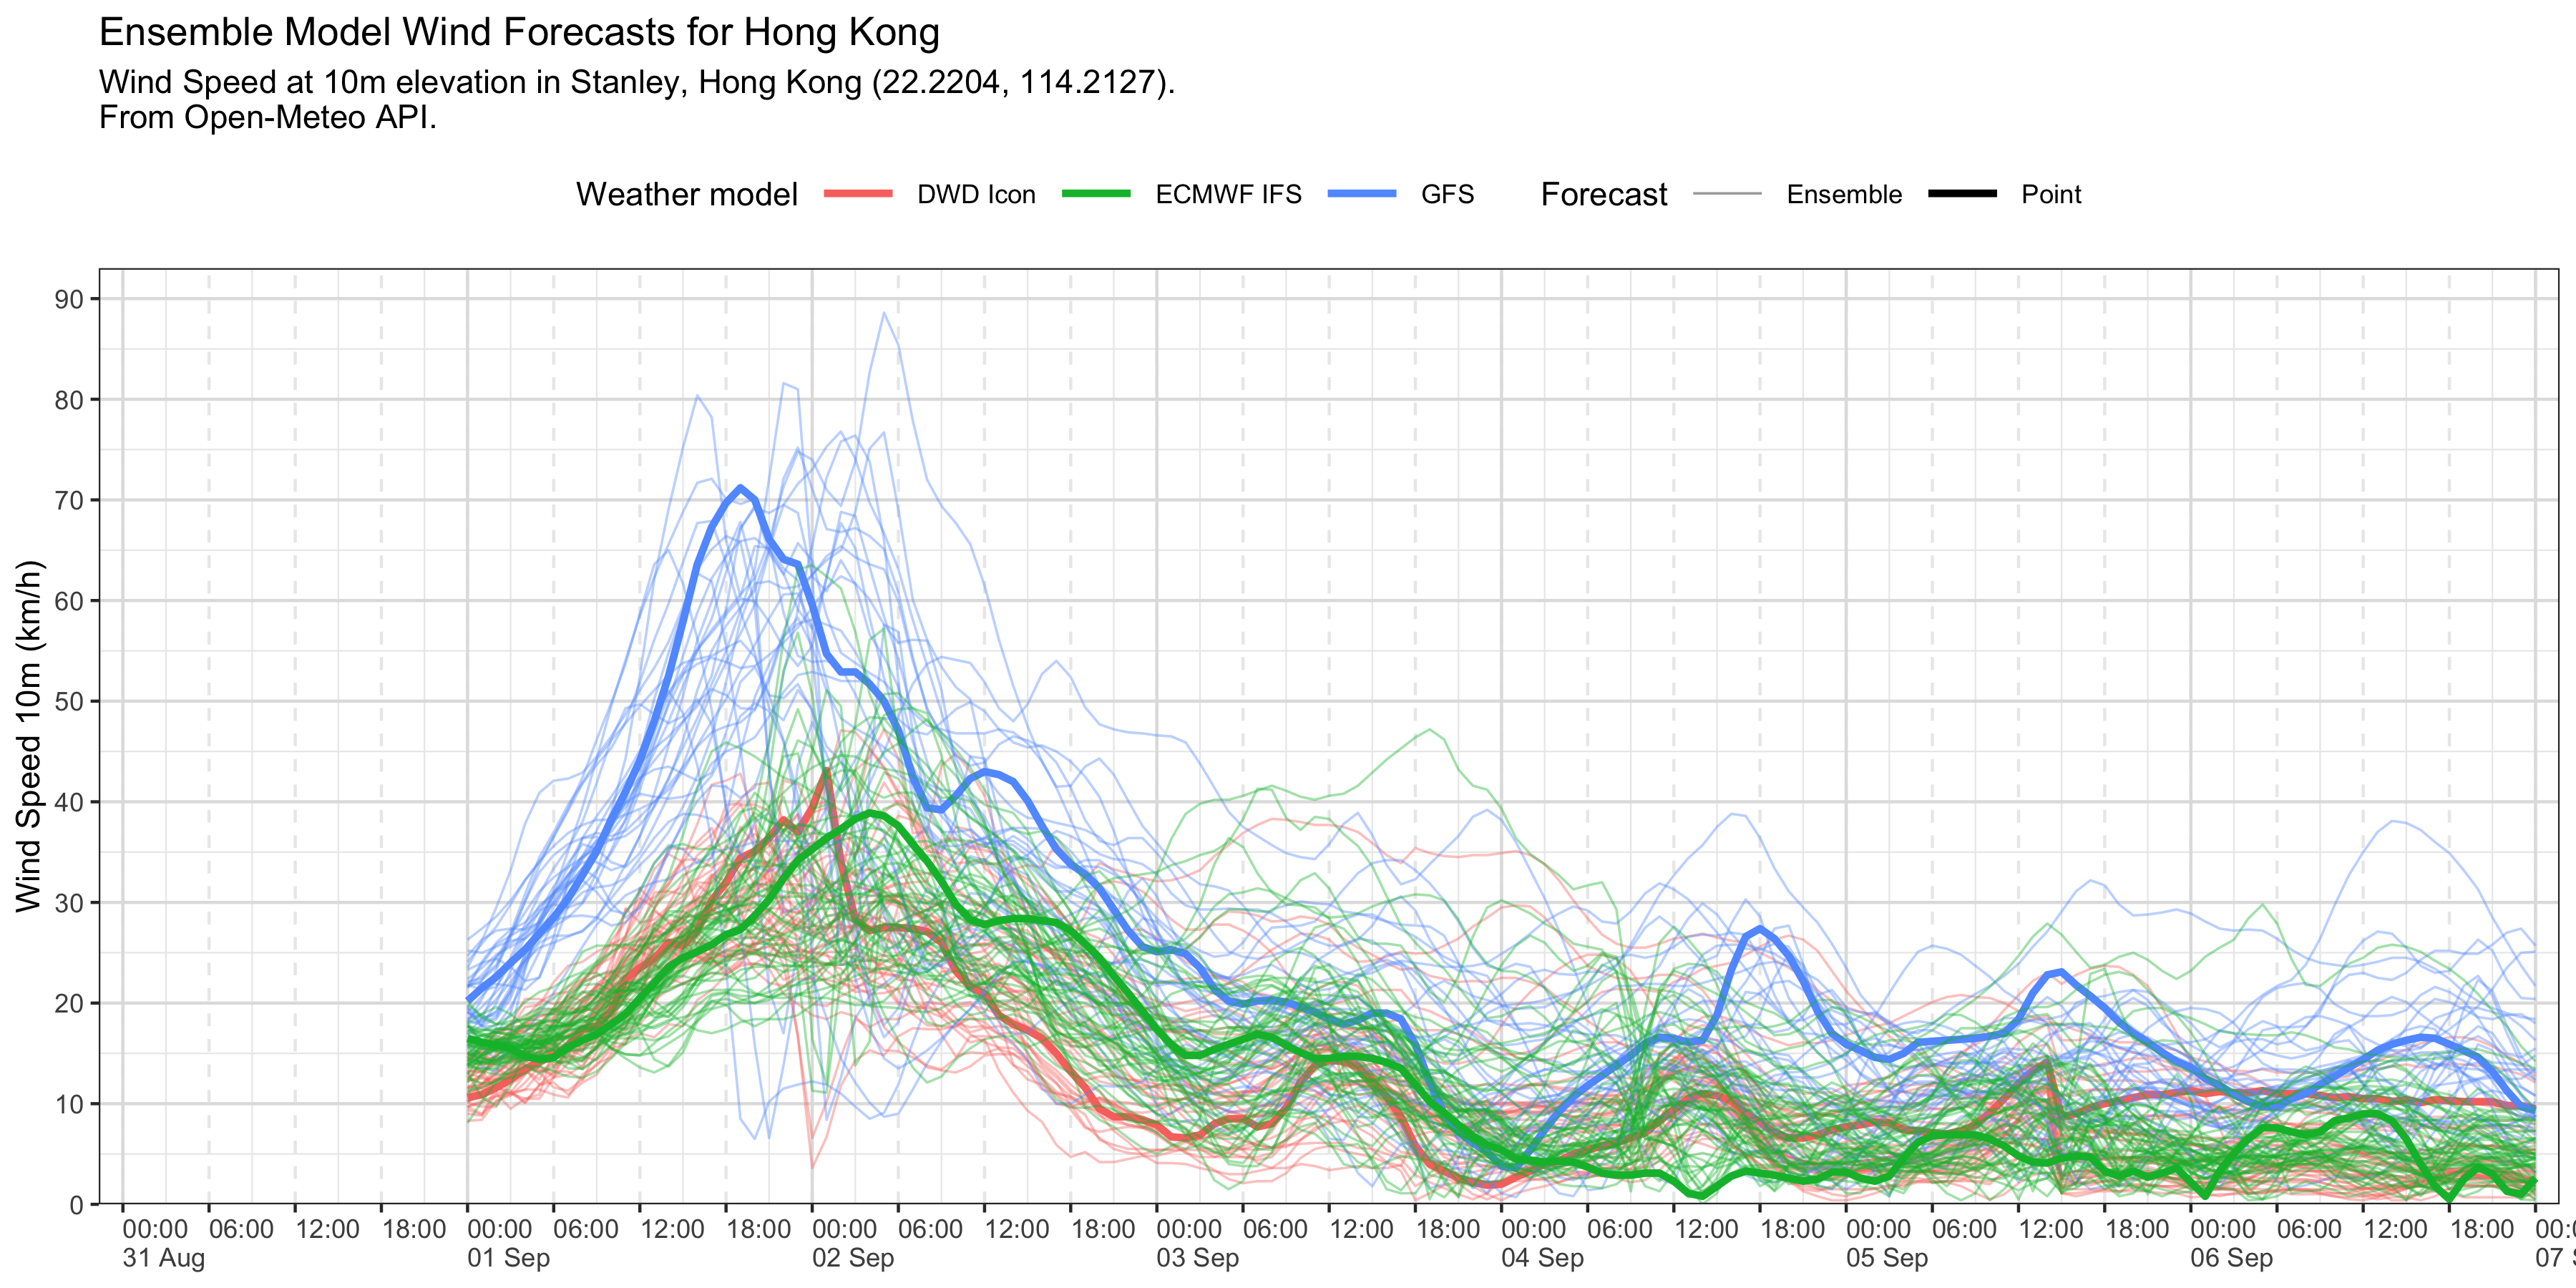 Ensemble Model Wind Forecasts for Hong Kong
Wind Speed at 10m elevation in Stanley, Hong Kong (22.2204, 114.2127).
From Open-Meteo API.
Weather model DWD Icon ECMWF IFS GFS Forecast Ensemble Point
Wind Speed 10m (km/h)
90
80
70
60
50
40
30
20
10
0
00:00 06:00 12:00 18:00 00:00 06:00 12:00 18:00 00:00 06:00 12:00 18:00 00:00 06:00 12:00 18:00 00:00 06:00 12:00 18:00 00:00 06:00 12:00 18:00 00:00 06:00 12:00 18:00
31 Aug 01 Sep 02 Sep 03 Sep 04 Sep 05 Sep 06 Sep 07